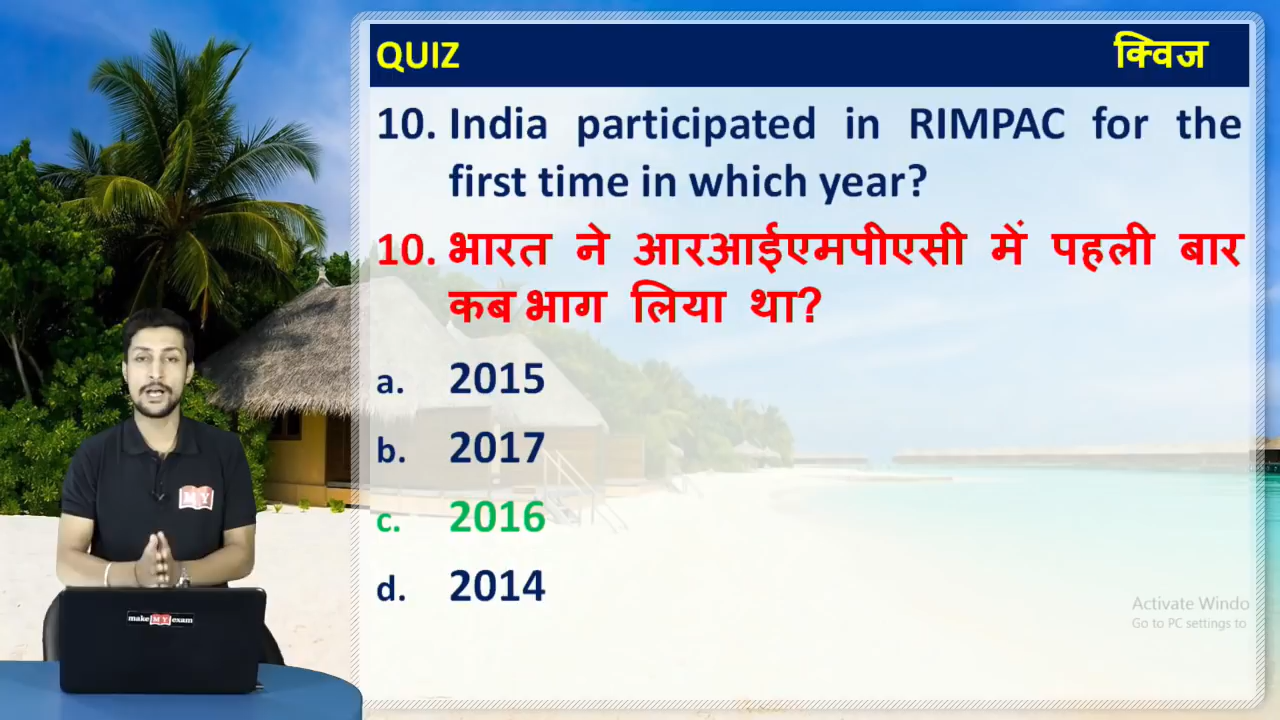 QUIZ क्विज
10. India participated in RIMPAC for the
first time in which year?
10. भारत ने आरआईएमपीएसी में पहली बार
कब भाग लिया था?
a. 2015
b. 2017
c. 2016
d. 2014
Activate Windo
Go to PC settings to
MY
make MY exam